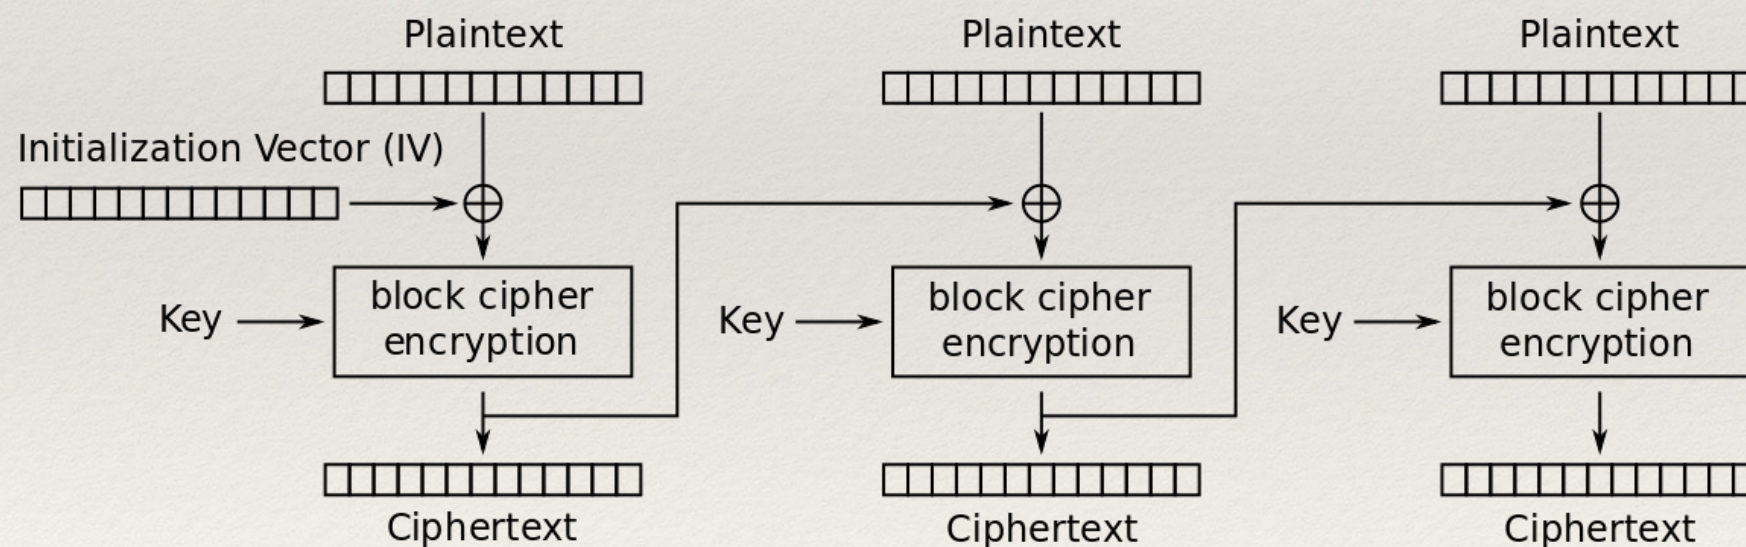 Plaintext
Plaintext
Plaintext
Initialization Vector (IV)
Key
block cipher
encryption
Key
block cipher
encryption
Key
block cipher
encryption
Ciphertext
Ciphertext
Ciphertext